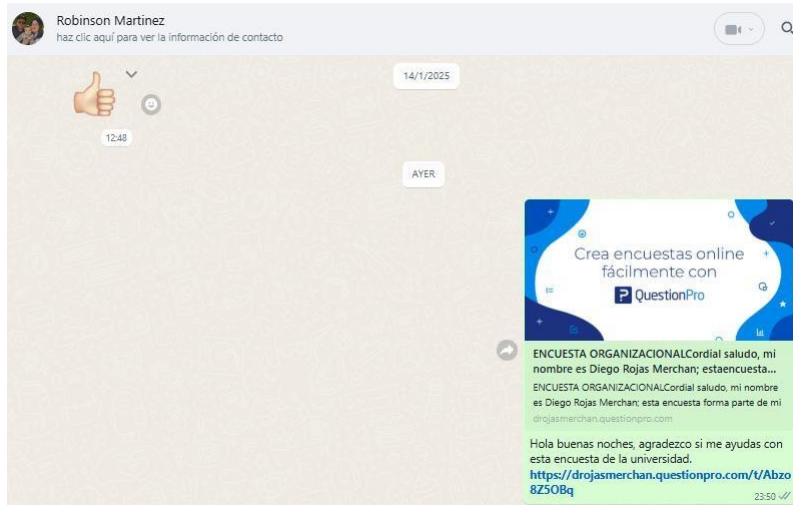 Robinson Martinez
haz clic aquí para ver la información de contacto
14/1/2025
12:48
AYER
Crea encuestas online
fácilmente con
QuestionPro
ENCUESTA ORGANIZACIONALCordial saludo, mi
nombre es Diego Rojas Merchan; estaencuesta...
ENCUESTA ORGANIZACIONALCordial saludo, mi nombre
es Diego Rojas Merchan; esta encuesta forma parte de mi
drojasmerchan.questionpro.com
Hola buenas noches, agradezco si me ayudas con
esta encuesta de la universidad.
https://drojasmerchan.questionpro.com/t/Abzo
8Z5OBq
23:50